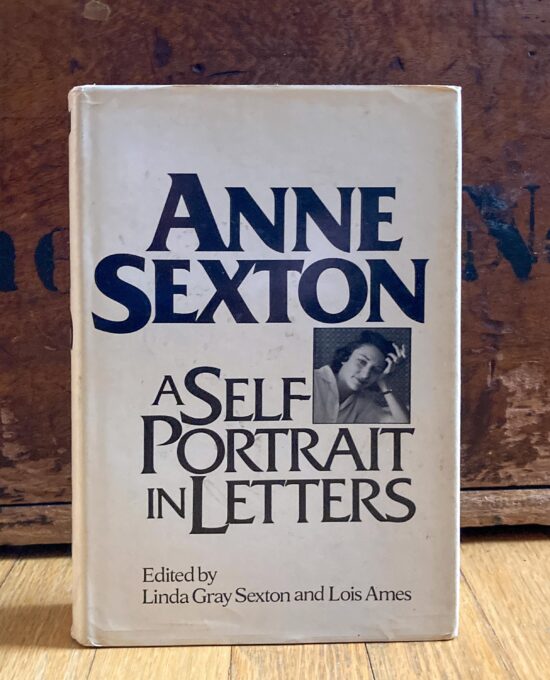 ANNE
SEXTON
A SELF-
PORTRAIT
IN LETTERS
Edited by
Linda Gray Sexton and Lois Ames